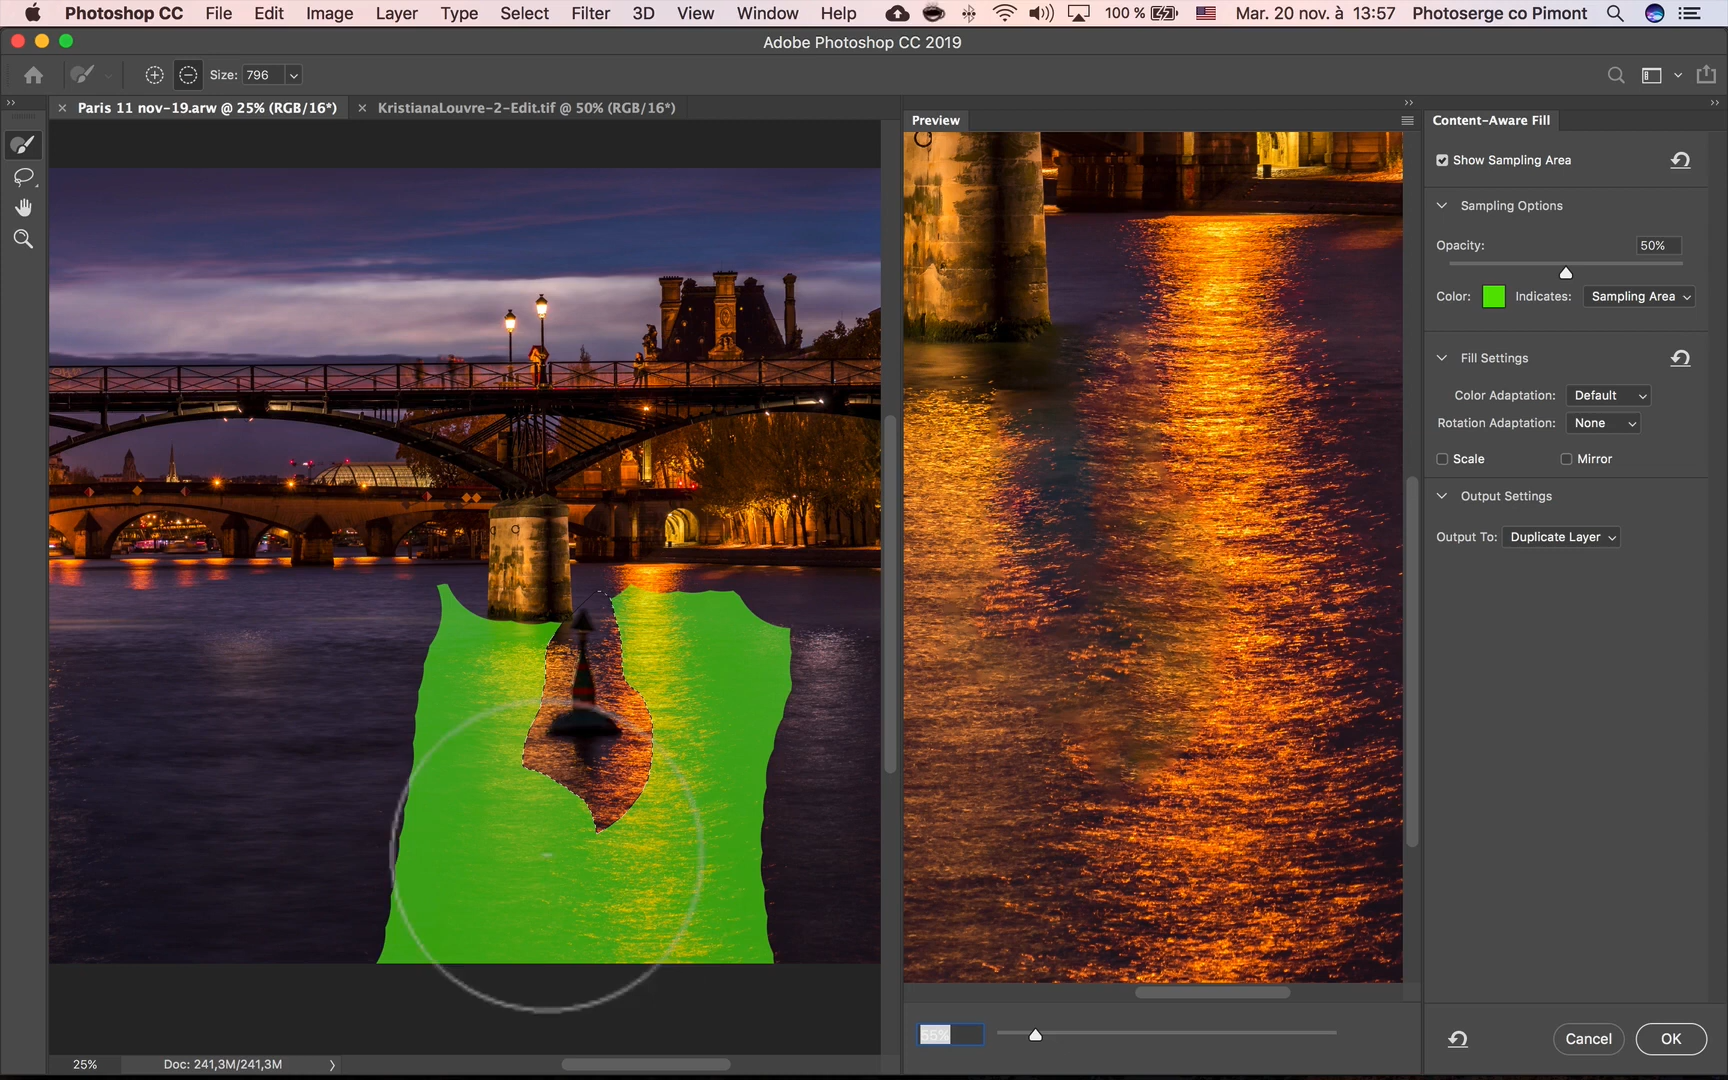 Photoshop CC File Edit Image Layer Type Select Filter 3D View Window Help 100 % Mar. 20 nov. à 13:57 Photoserge co Pimont
Adobe Photoshop CC 2019
Size: 796
Paris 11 nov-19.arw @ 25% (RGB/16*) KristianaLouvre-2-Edit.tif @ 50% (RGB/16*)
Preview
Content-Aware Fill
Show Sampling Area
Sampling Options
Opacity: 50%
Color: Indicates: Sampling Area
Fill Settings
Color Adaptation: Default
Rotation Adaptation: None
Scale Mirror
Output Settings
Output To: Duplicate Layer
55%
Cancel OK
25% Doc: 241,3M/241,3M